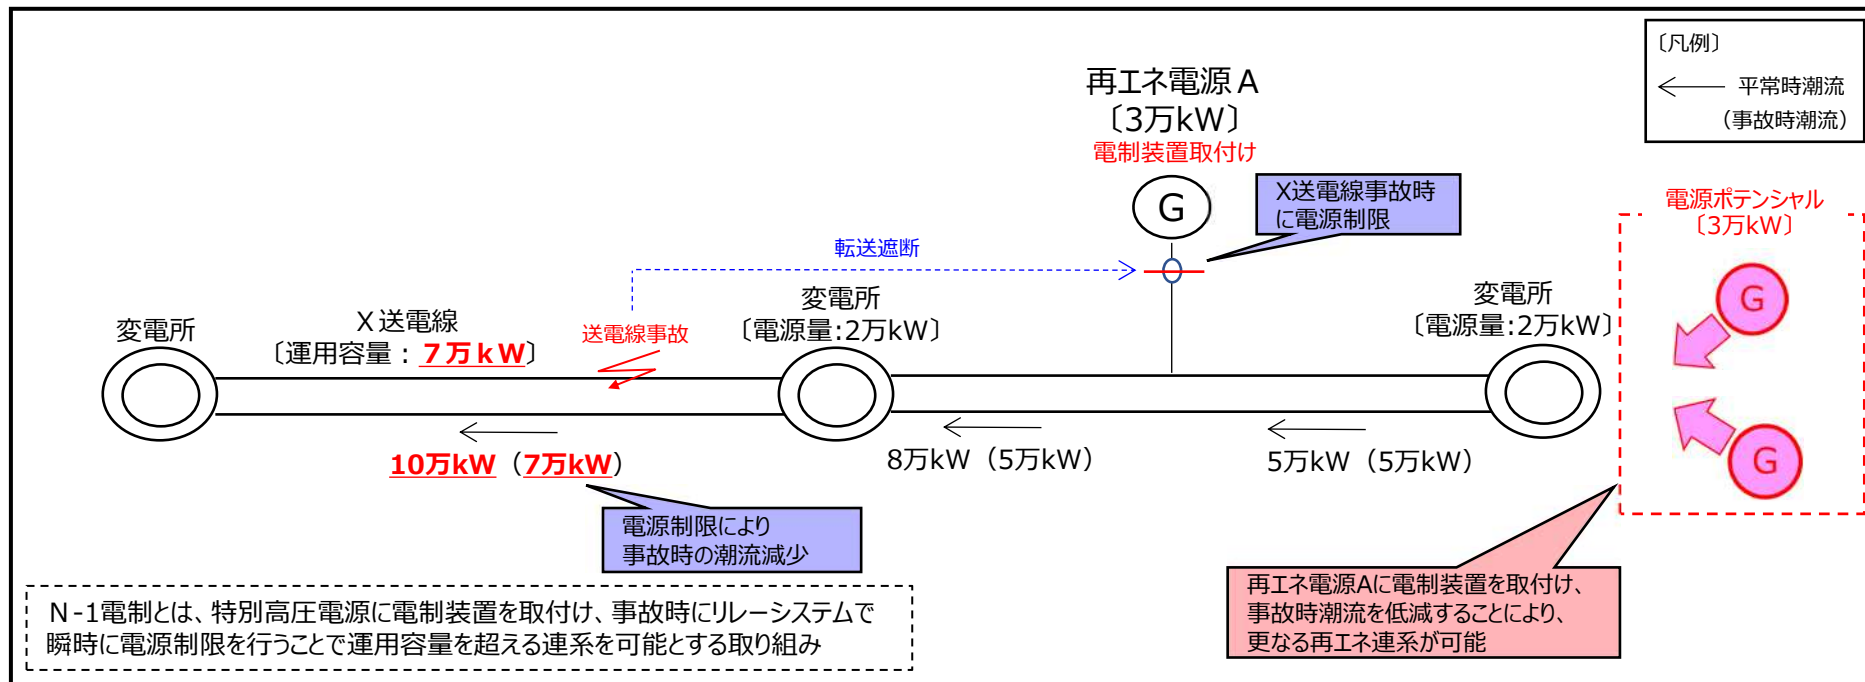 〔凡例〕
平常時潮流
（事故時潮流）
再エネ電源A
〔3万kW〕
電制装置取付け
G
X送電線事故時
に電源制限
電源ポテンシャル
〔3万kW〕
G
G
転送遮断
変電所
X送電線
〔運用容量：7万kW〕
送電線事故
変電所
〔電源量:2万kW〕
変電所
〔電源量:2万kW〕
10万kW（7万kW）
8万kW（5万kW）
5万kW（5万kW）
電源制限により
事故時の潮流減少
N-1電制とは、特別高圧電源に電制装置を取付け、事故時にリレーシステムで
瞬時に電源制限を行うことで運用容量を超える連系を可能とする取り組み
再エネ電源Aに電制装置を取付け、
事故時潮流を低減することにより、
更なる再エネ連系が可能